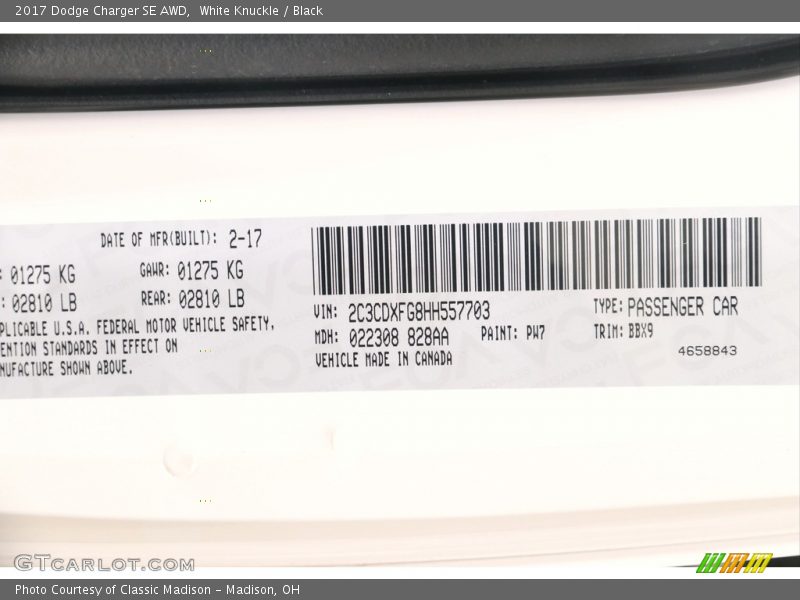 2017 Dodge Charger SE AWD, White Knuckle / Black
DATE OF MFR(BUILT): 2-17
: 01275 KG GAWR: 01275 KG
: 02810 LB REAR: 02810 LB
PLICABLE U.S.A. FEDERAL MOTOR VEHICLE SAFETY,
ENTION STANDARDS IN EFFECT ON
NUFACTURE SHOWN ABOVE.
VIN: 2C3CDXFG8HH557703 TYPE: PASSENGER CAR
MDH: 022308 828AA PAINT: PW7 TRIM: BBX9
VEHICLE MADE IN CANADA 4658843
GTCARLOT.COM
Photo Courtesy of Classic Madison - Madison, OH